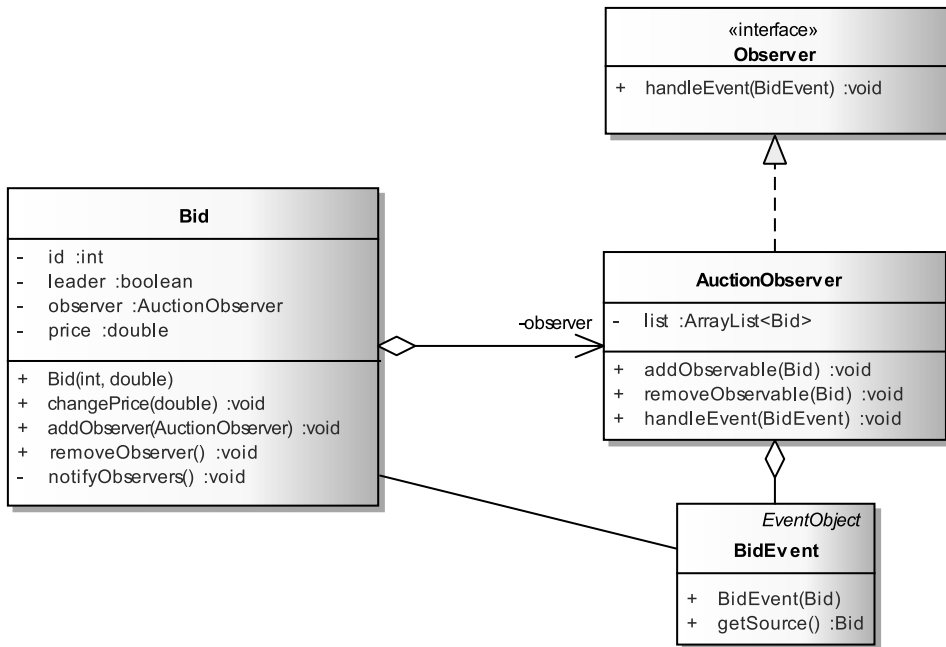 «interface»
Observer
+ handleEvent(BidEvent) :void
Bid
- id :int
- leader :boolean
- observer :AuctionObserver
- price :double
+ Bid(int, double)
+ changePrice(double) :void
+ addObserver(AuctionObserver) :void
+ removeObserver() :void
- notifyObservers() :void
-observer
AuctionObserver
- list :ArrayList<Bid>
+ addObservable(Bid) :void
+ removeObservable(Bid) :void
+ handleEvent(BidEvent) :void
EventObject
BidEvent
+ BidEvent(Bid)
+ getSource() :Bid